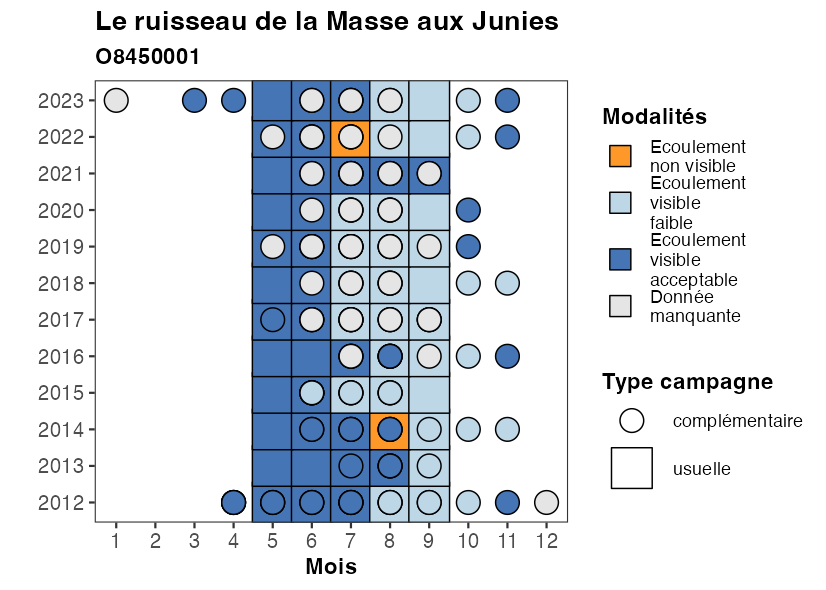 Le ruisseau de la Masse aux Junies
O8450001
2023
2022
2021
2020
2019
2018
2017
2016
2015
2014
2013
2012
1 2 3 4 5 6 7 8 9 10 11 12
Mois
Modalités
Ecoulement
non visible
Ecoulement
visible
faible
Ecoulement
visible
acceptable
Donnée
manquante
Type campagne
complémentaire
usuelle